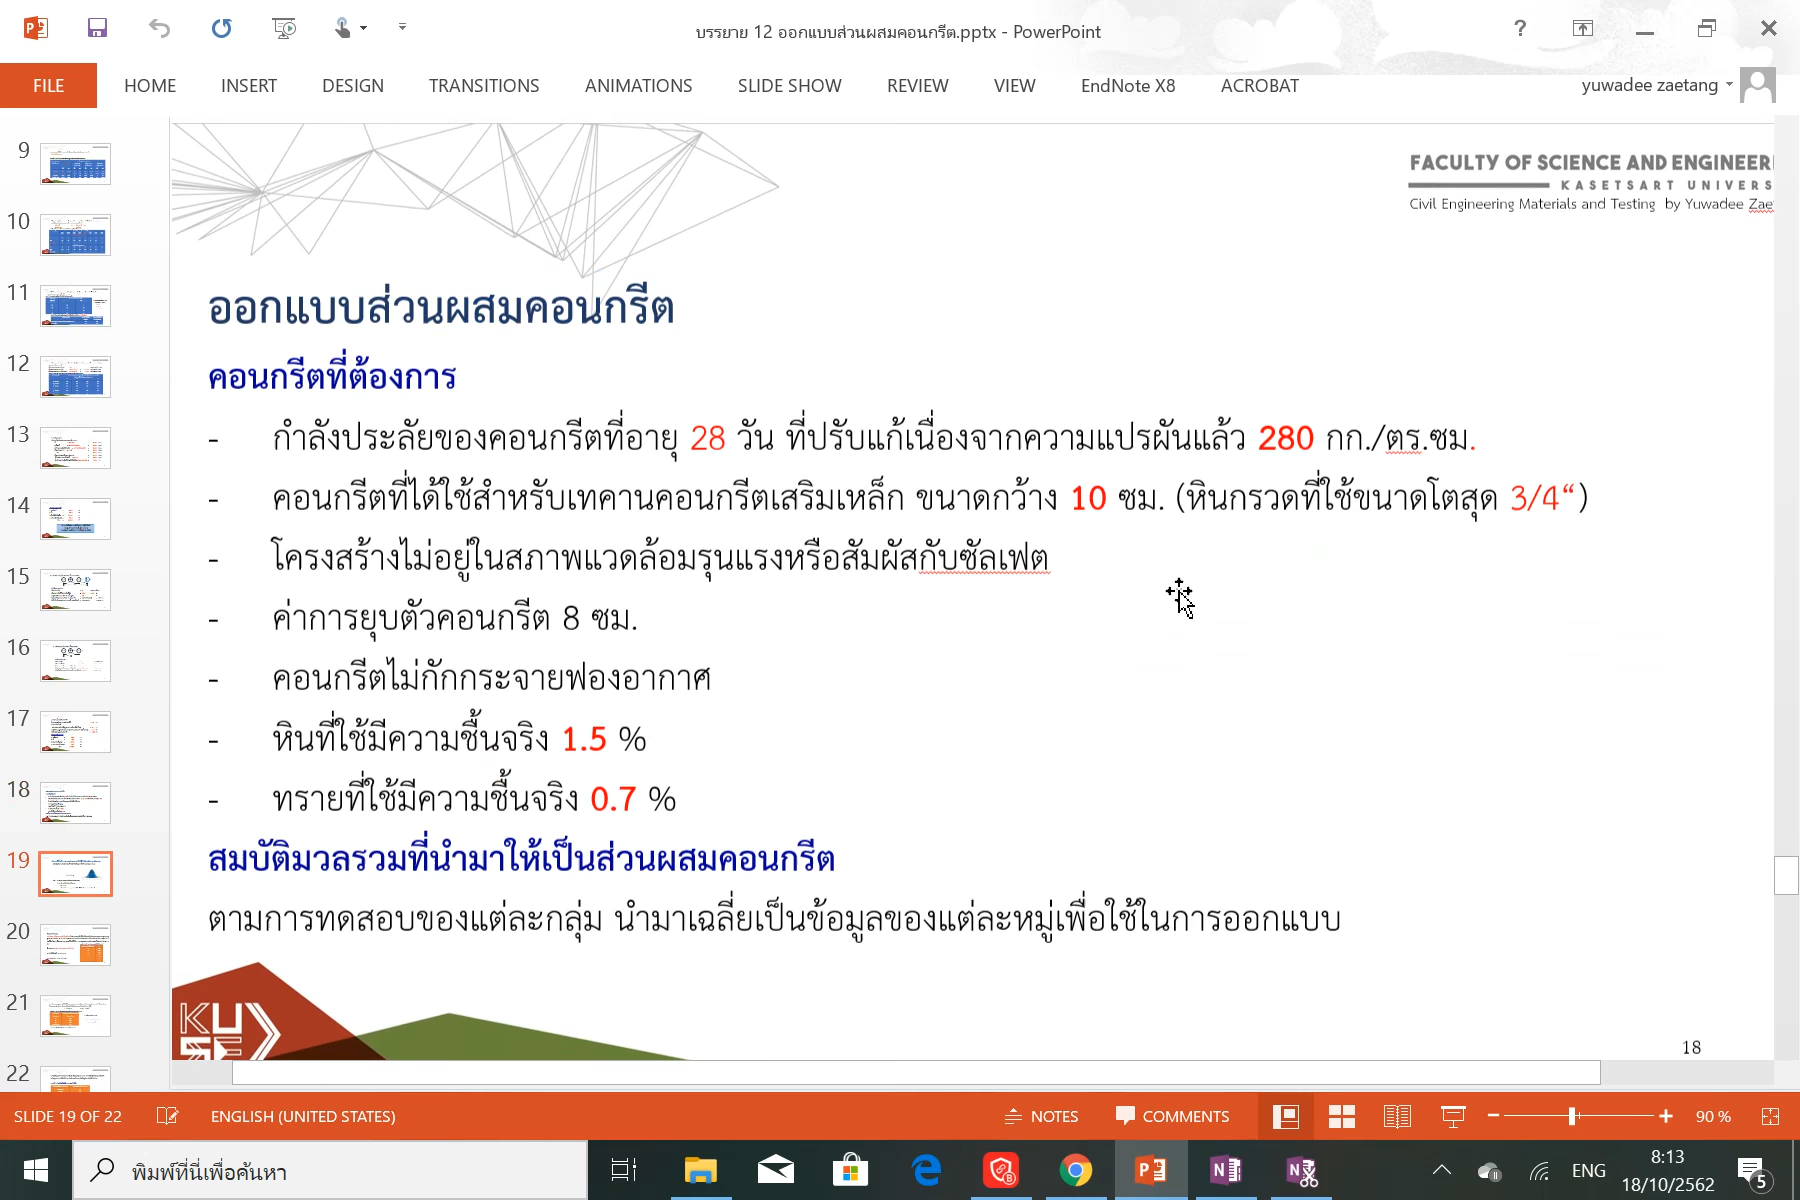 บรรยาย 12 ออกแบบส่วนผสมคอนกรีต.pptx - PowerPoint
FILE HOME INSERT DESIGN TRANSITIONS ANIMATIONS SLIDE SHOW REVIEW VIEW EndNote X8 ACROBAT yuwadee zaetang
9
10
11
12
13
14
15
16
17
18
19
20
21
22
FACULTY OF SCIENCE AND ENGINEERI
KASETSART UNIVERS
Civil Engineering Materials and Testing by Yuwadee Zae
ออกแบบส่วนผสมคอนกรีต
คอนกรีตที่ต้องการ
- กำลังประลัยของคอนกรีตที่อายุ 28 วัน ที่ปรับแก้เนื่องจากความแปรผันแล้ว 280 กก./ตร.ซม.
- คอนกรีตที่ได้ใช้สำหรับเทคานคอนกรีตเสริมเหล็ก ขนาดกว้าง 10 ซม. (หินกรวดที่ใช้ขนาดโตสุด 3/4“)
- โครงสร้างไม่อยู่ในสภาพแวดล้อมรุนแรงหรือสัมผัสกับซัลเฟต
- ค่าการยุบตัวคอนกรีต 8 ซม.
- คอนกรีตไม่กักกระจายฟองอากาศ
- หินที่ใช้มีความชื้นจริง 1.5 %
- ทรายที่ใช้มีความชื้นจริง 0.7 %
สมบัติมวลรวมที่นำมาให้เป็นส่วนผสมคอนกรีต
ตามการทดสอบของแต่ละกลุ่ม นำมาเฉลี่ยเป็นข้อมูลของแต่ละหมู่เพื่อใช้ในการออกแบบ
KU
SE
18
SLIDE 19 OF 22 ENGLISH (UNITED STATES) NOTES COMMENTS 90 %
พิมพ์ที่นี่เพื่อค้นหา
ENG
8:13
18/10/2562
5